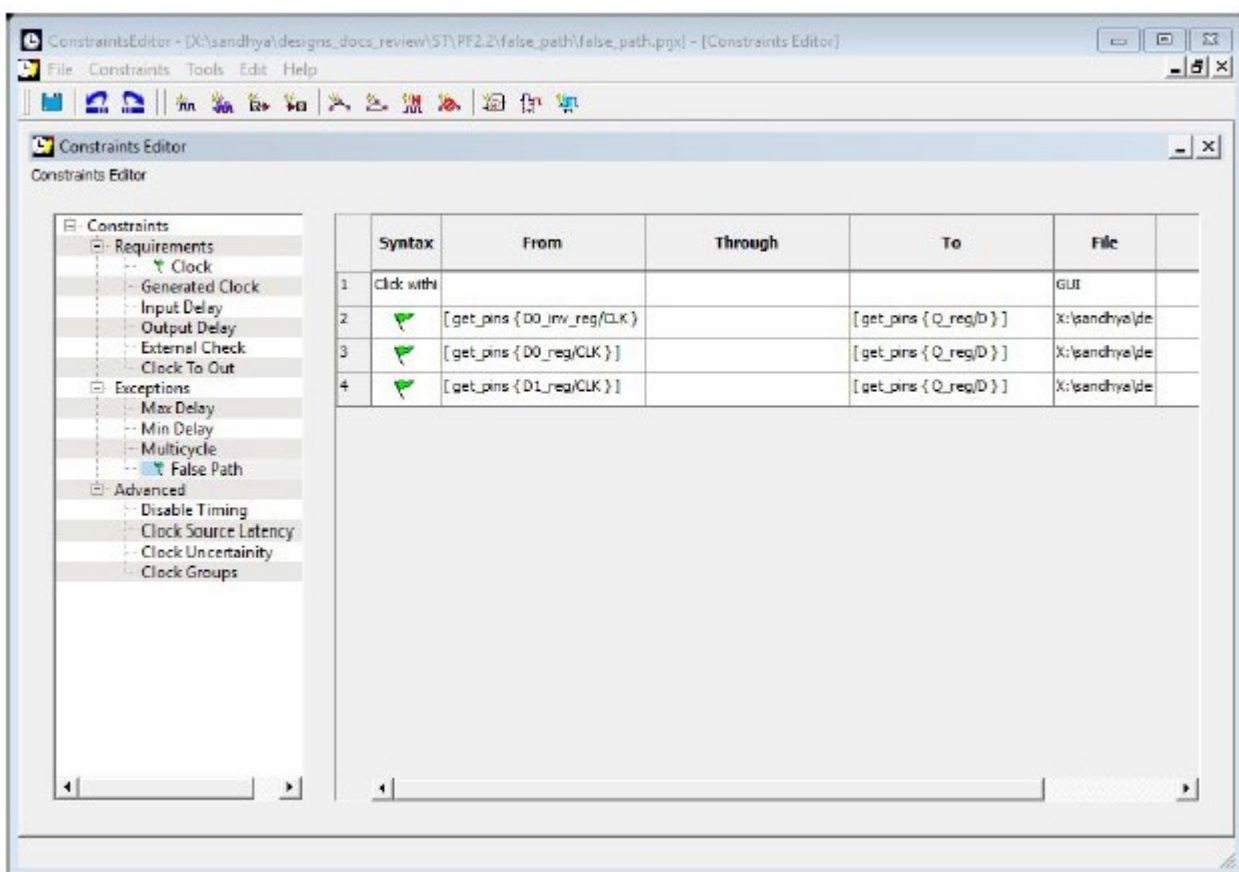 ConstraintsEditor - [X:\sandhya\designs_docs_review\ST\PF2.2\false_path\false_path.prjx] - [Constraints Editor]
File Constraints Tools Edit Help
Constraints Editor
Constraints Editor
Constraints
Requirements
Clock
Generated Clock
Input Delay
Output Delay
External Check
Clock To Out
Exceptions
Max Delay
Min Delay
Multicycle
False Path
Advanced
Disable Timing
Clock Source Latency
Clock Uncertainity
Clock Groups
Syntax From Through To File
1 Click withi GUI
2 [ get_pins { D0_inv_reg/CLK } [ get_pins { Q_reg/D } ] X:\sandhya\de
3 [ get_pins { D0_reg/CLK } ] [ get_pins { Q_reg/D } ] X:\sandhya\de
4 [ get_pins { D1_reg/CLK } ] [ get_pins { Q_reg/D } ] X:\sandhya\de